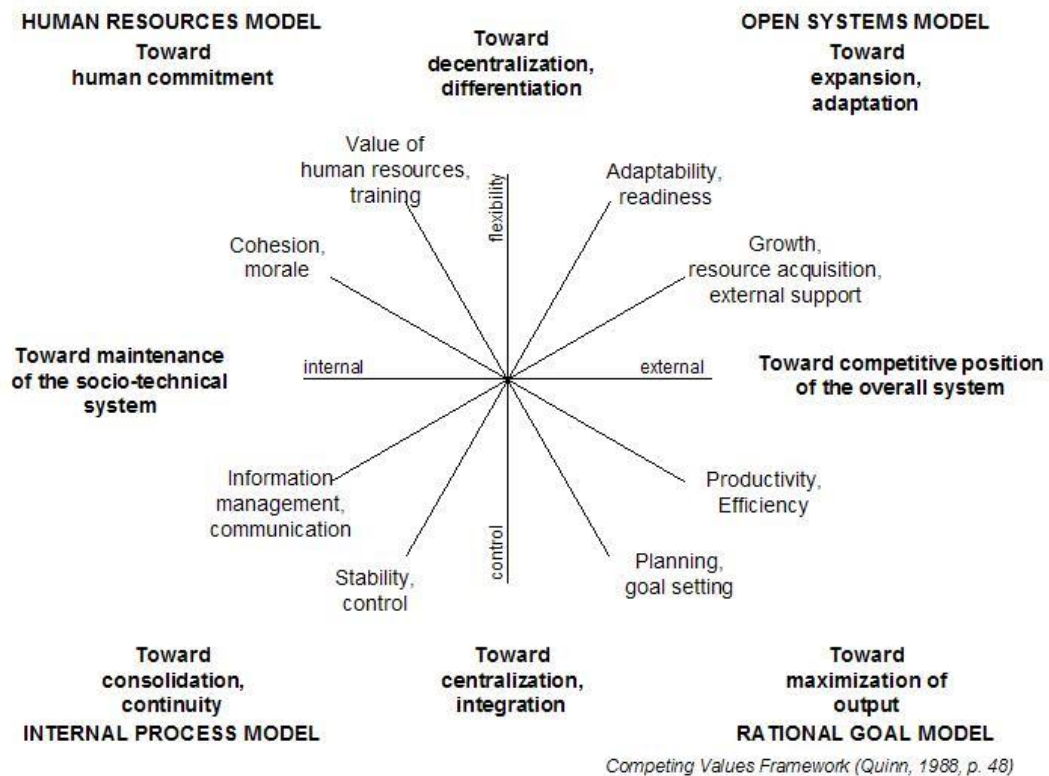 HUMAN RESOURCES MODEL
Toward
human commitment
Toward
decentralization,
differentiation
OPEN SYSTEMS MODEL
Toward
expansion,
adaptation
Value of
human resources,
training
flexibility
Adaptability,
readiness
Cohesion,
morale
Growth,
resource acquisition,
external support
Toward maintenance
of the socio-technical
system
internal
external
Toward competitive position
of the overall system
Information
management,
communication
Productivity,
Efficiency
Stability,
control
control
Planning,
goal setting
Toward
consolidation,
continuity
INTERNAL PROCESS MODEL
Toward
centralization,
integration
Toward
maximization of
output
RATIONAL GOAL MODEL
Competing Values Framework (Quinn, 1988, p. 48)